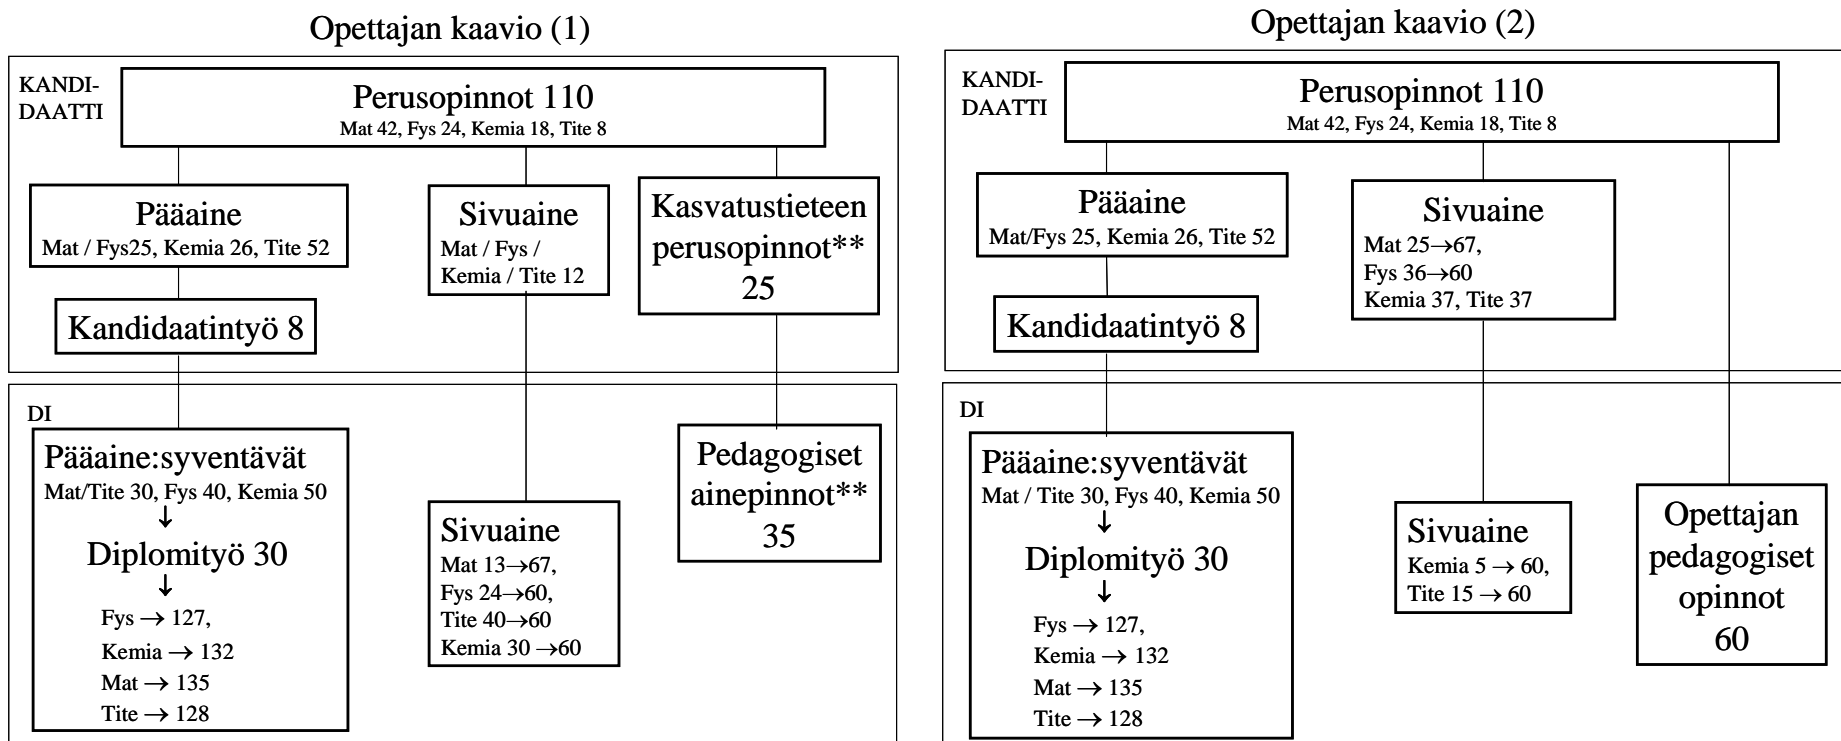 Opettajan kaavio (1)
KANDI-
DAATTI
Perusopinnot 110
Mat 42, Fys 24, Kemia 18, Tite 8
Pääaine
Mat / Fys25, Kemia 26, Tite 52
Sivuaine
Mat / Fys /
Kemia / Tite 12
Kasvatustieteen
perusopinnot**
25
Kandidaatintyö 8
DI
Pääaine:syventävät
Mat/Tite 30, Fys 40, Kemia 50
↓
Diplomityö 30
↓
Fys → 127,
Kemia → 132
Mat → 135
Tite → 128
Sivuaine
Mat 13→67,
Fys 24→60,
Tite 40→60
Kemia 30 →60
Pedagogiset
ainepinnot**
35
Opettajan kaavio (2)
KANDI-
DAATTI
Perusopinnot 110
Mat 42, Fys 24, Kemia 18, Tite 8
Pääaine
Mat/Fys 25, Kemia 26, Tite 52
Sivuaine
Mat 25→67,
Fys 36→60
Kemia 37, Tite 37
Kandidaatintyö 8
DI
Pääaine:syventävät
Mat / Tite 30, Fys 40, Kemia 50
↓
Diplomityö 30
↓
Fys → 127,
Kemia → 132
Mat → 135
Tite → 128
Sivuaine
Kemia 5 → 60,
Tite 15 → 60
Opettajan
pedagogiset
opinnot
60